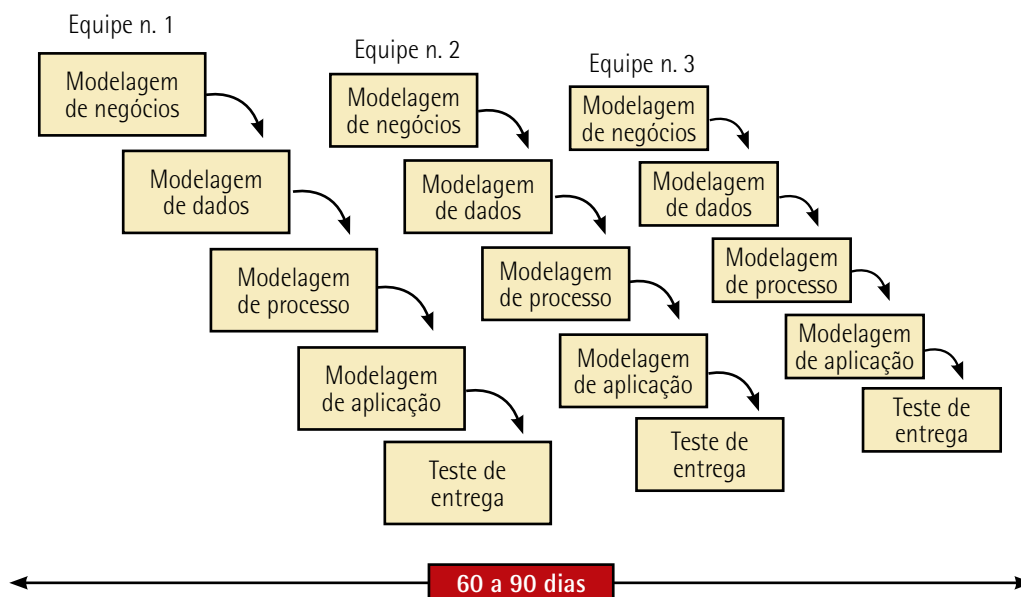 Equipe n. 1
Modelagem
de negócios
Modelagem
de dados
Modelagem
de processo
Modelagem
de aplicação
Teste de
entrega
Equipe n. 2
Modelagem
de negócios
Modelagem
de dados
Modelagem
de processo
Modelagem
de aplicação
Teste de
entrega
Equipe n. 3
Modelagem
de negócios
Modelagem
de dados
Modelagem
de processo
Modelagem
de aplicação
Teste de
entrega
60 a 90 dias